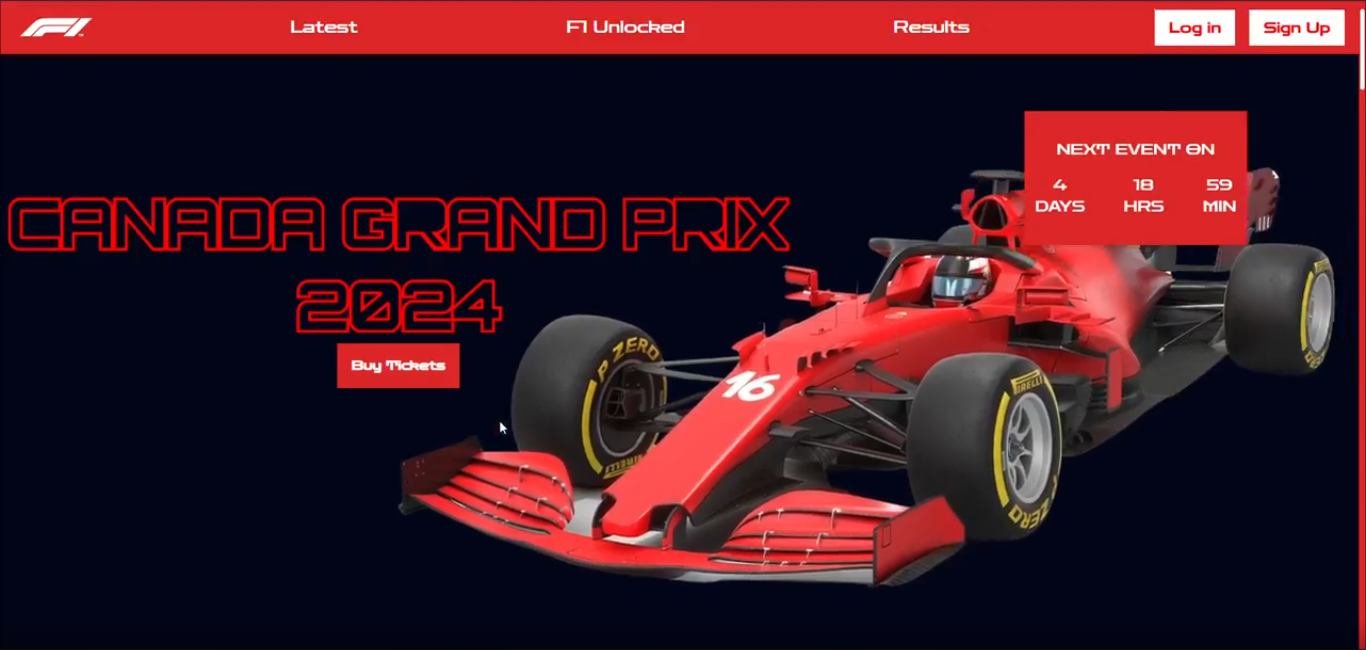 F1
Latest
F1 Unlocked
Results
Log in
Sign Up
NEXT EVENT ON
4 18 59
DAYS HRS MIN
CANADA GRAND PRIX
2024
Buy Tickets
P ZERO
PIRELLI
16
PIRELLI
P ZERO
PIRELLI